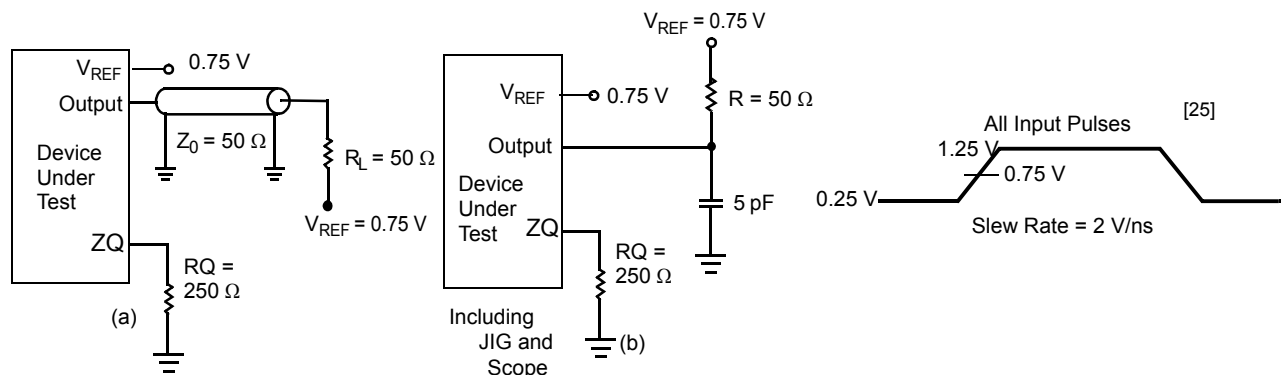 V_REF 0.75 V
Output
Z_0 = 50 Ω
Device
Under
Test
R_L = 50 Ω
V_REF = 0.75 V
ZQ
RQ =
250 Ω
(a)
V_REF = 0.75 V
V_REF 0.75 V
R = 50 Ω
Output
Device
Under
Test
5 pF
ZQ
RQ =
250 Ω
Including
JIG and
Scope
(b)
[25]
All Input Pulses
1.25 V
0.75 V
0.25 V
Slew Rate = 2 V/ns